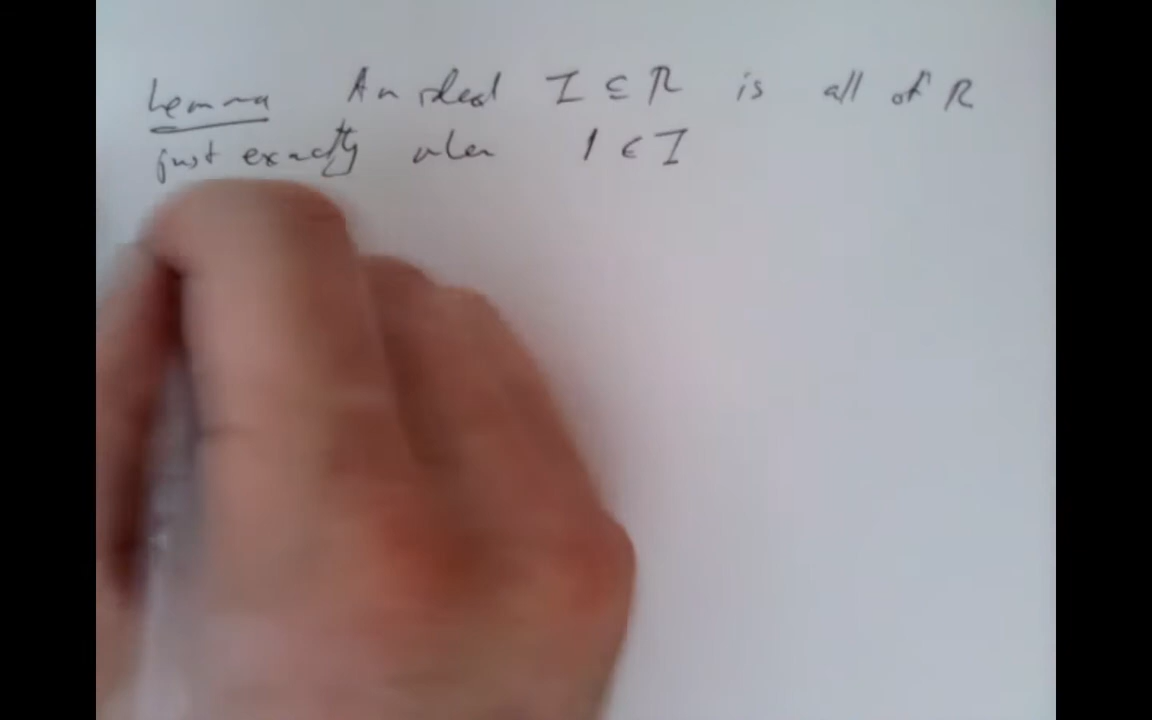 Lemma An ideal I ⊆ R is all of R
just exactly when 1 ∈ I